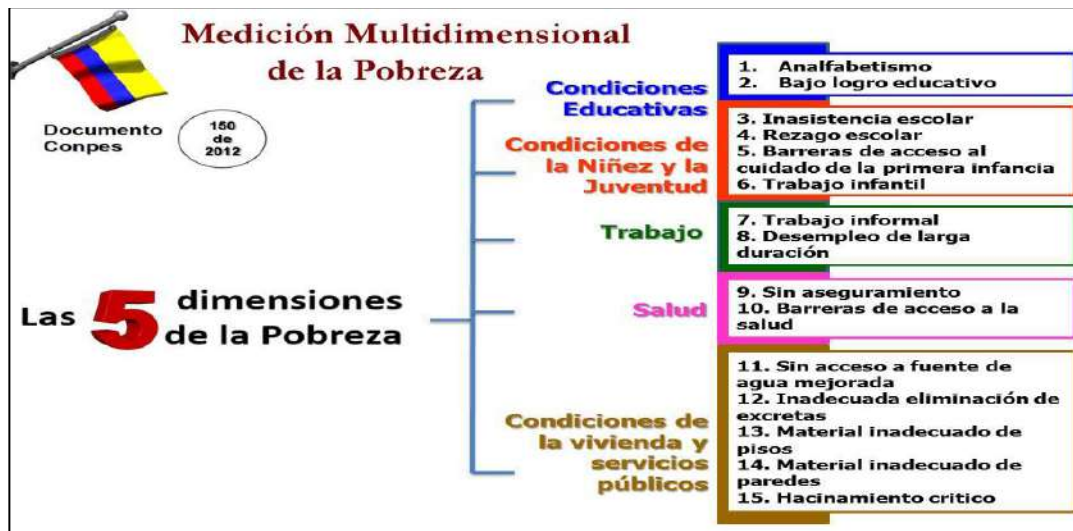 Medición Multidimensional
de la Pobreza
Documento
Conpes
150
de
2012
Las 5 dimensiones
de la Pobreza
Condiciones
Educativas
1. Analfabetismo
2. Bajo logro educativo
Condiciones de
la Niñez y la
Juventud
3. Inasistencia escolar
4. Rezago escolar
5. Barreras de acceso al
cuidado de la primera infancia
6. Trabajo infantil
Trabajo
7. Trabajo informal
8. Desempleo de larga
duración
Salud
9. Sin aseguramiento
10. Barreras de acceso a la
salud
Condiciones de
la vivienda y
servicios
públicos
11. Sin acceso a fuente de
agua mejorada
12. Inadecuada eliminación de
excretas
13. Material inadecuado de
pisos
14. Material inadecuado de
paredes
15. Hacinamiento critico